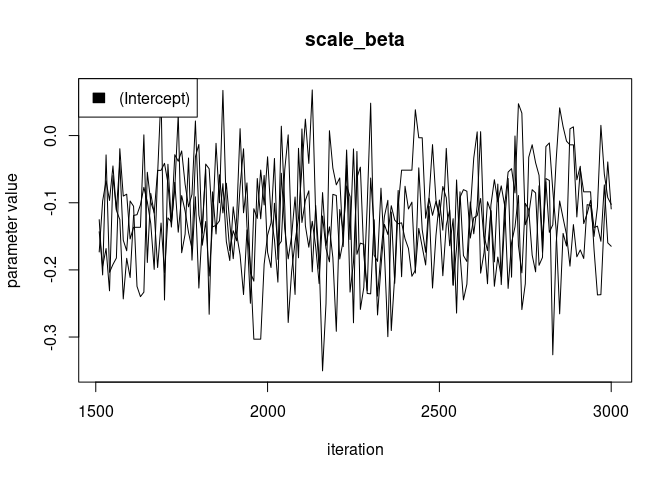 scale_beta
(Intercept)
0.0
-0.1
-0.2
-0.3
parameter value
1500 2000 2500 3000
iteration